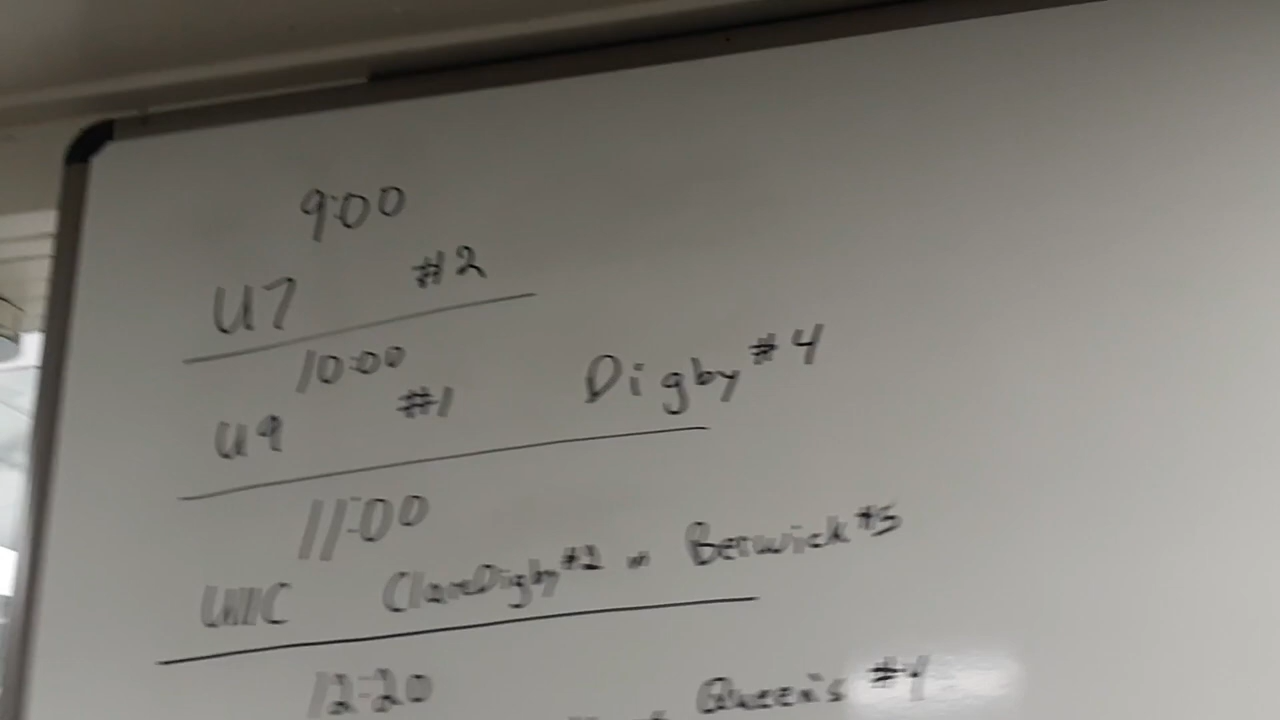 9:00
U7 #2
10:00
U9 #1 Digby #4
11:00
U11C ClareDigby #2 Berwick #5
12:20
Queen's #4